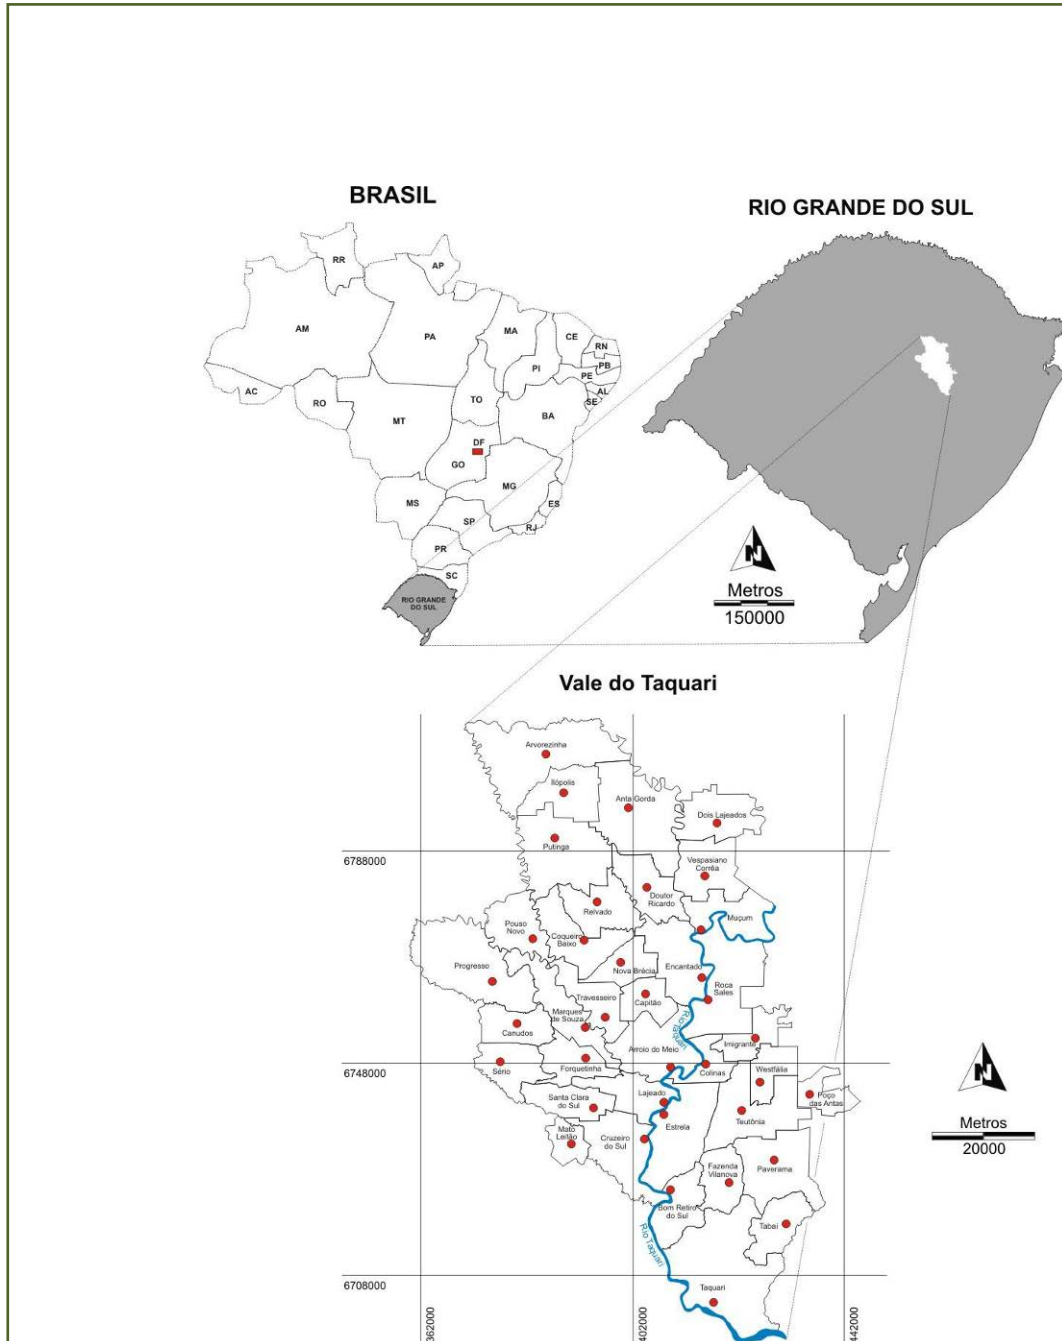 BRASIL
RIO GRANDE DO SUL
RR
AP
AM
PA
MA
CE
RN
PB
PI
PE
AL
SE
AC
RO
TO
BA
MT
DF
GO
MG
MS
ES
SP
RJ
PR
SC
RIO GRANDE
DO SUL
N
Metros
150000
Vale do Taquari
Arvorezinha
Ilópolis
Anta Gorda
Dois Lajeados
Putinga
6788000
Vespasiano
Corrêa
Doutor
Ricardo
Relvado
Muçum
Pouso
Novo
Coqueiro
Baixo
Encantado
Nova Brécia
Progresso
Roca
Sales
Travesseiro
Capitão
Marques
de Souza
Rio Taquari
Canudos
Imigrante
Arroio do Meio
6748000
Sério
Forquetinha
Colinas
Westfália
N
Metros
20000
Santa Clara
do Sul
Lajeado
Poço
das Antas
Estrela
Teutônia
Mato
Leitão
Cruzeiro
do Sul
Fazenda
Vilanova
Paverama
Bom Retiro
do Sul
Tabaí
Rio Taquari
6708000
Taquari
362000
402000
442000